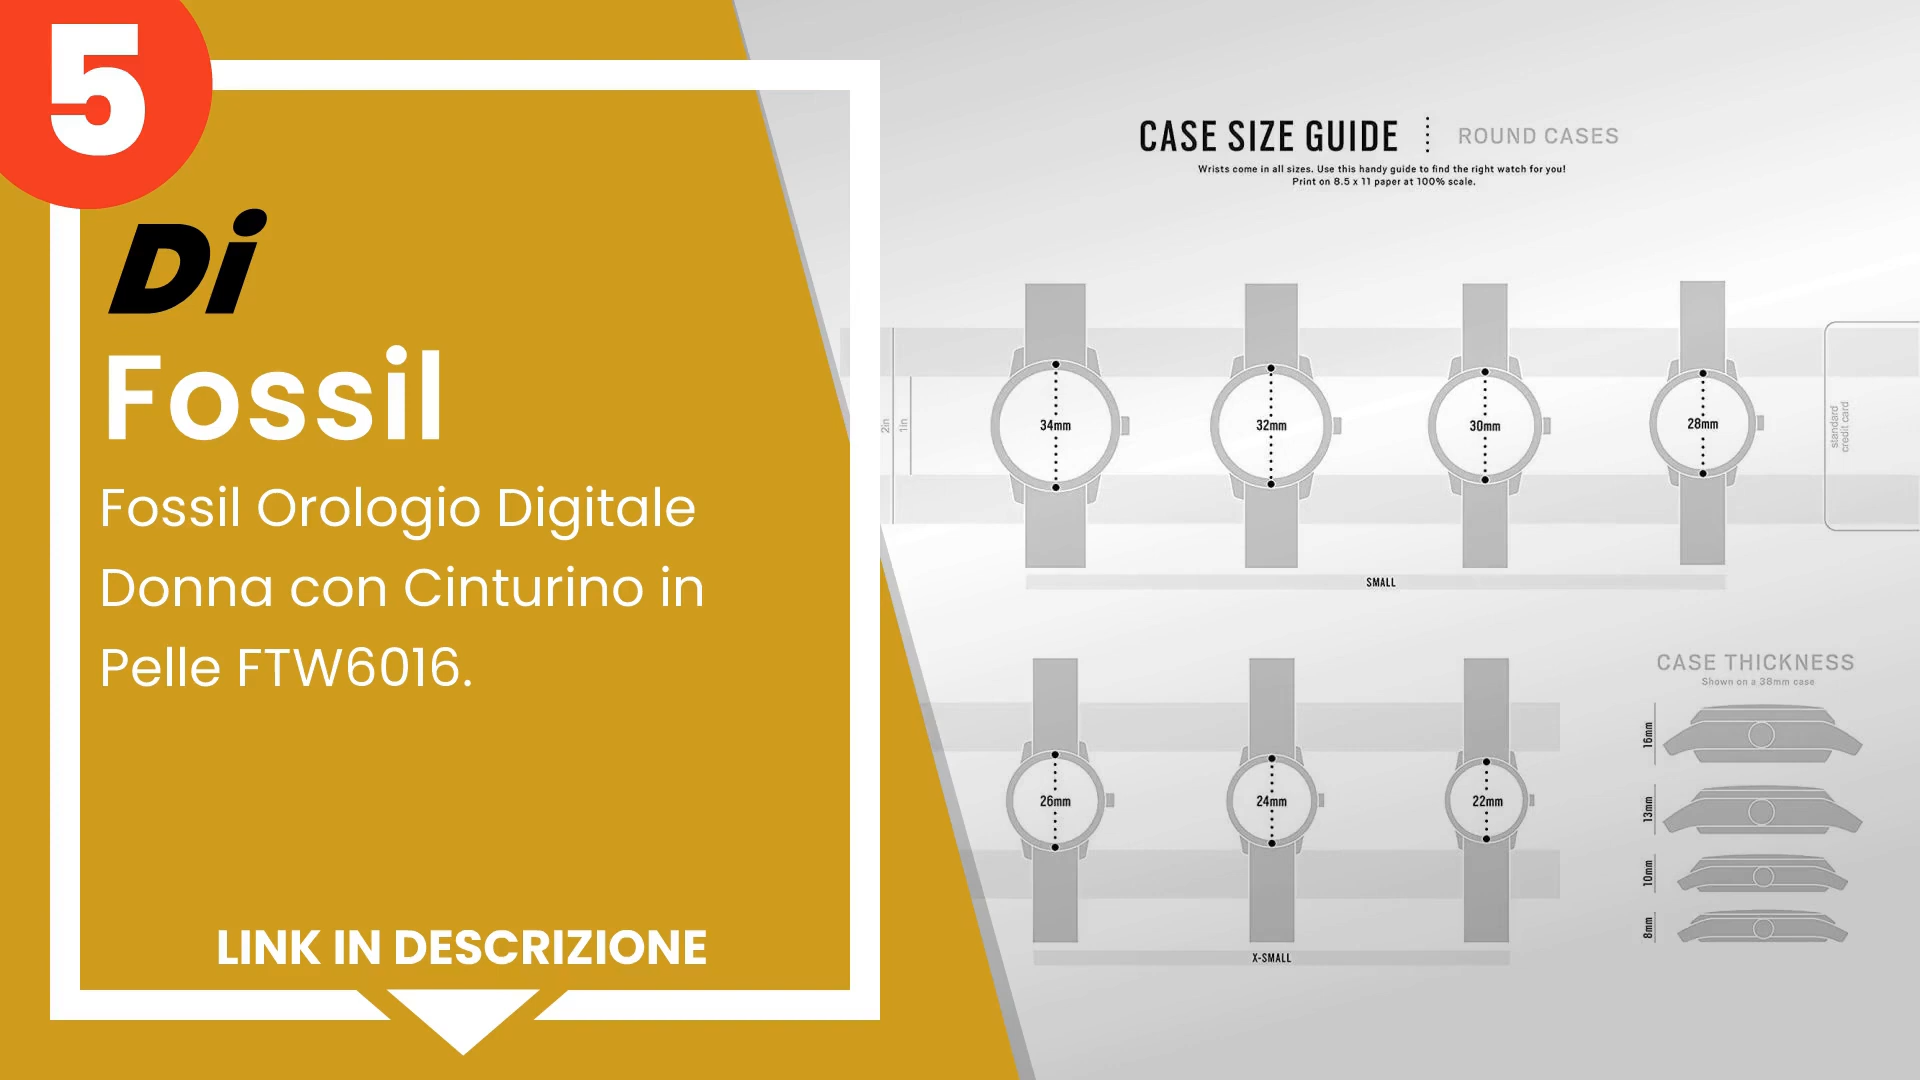 5
Di
Fossil
Fossil Orologio Digitale
Donna con Cinturino in
Pelle FTW6016.
LINK IN DESCRIZIONE
CASE SIZE GUIDE ROUND CASES
Wrists come in all sizes. Use this handy guide to find the right watch for you!
Print on 8.5 x 11 paper at 100% scale.
2in
1in
34mm
32mm
30mm
28mm
standard
credit card
SMALL
26mm
24mm
22mm
X-SMALL
CASE THICKNESS
Shown on a 38mm case
16mm
13mm
10mm
8mm